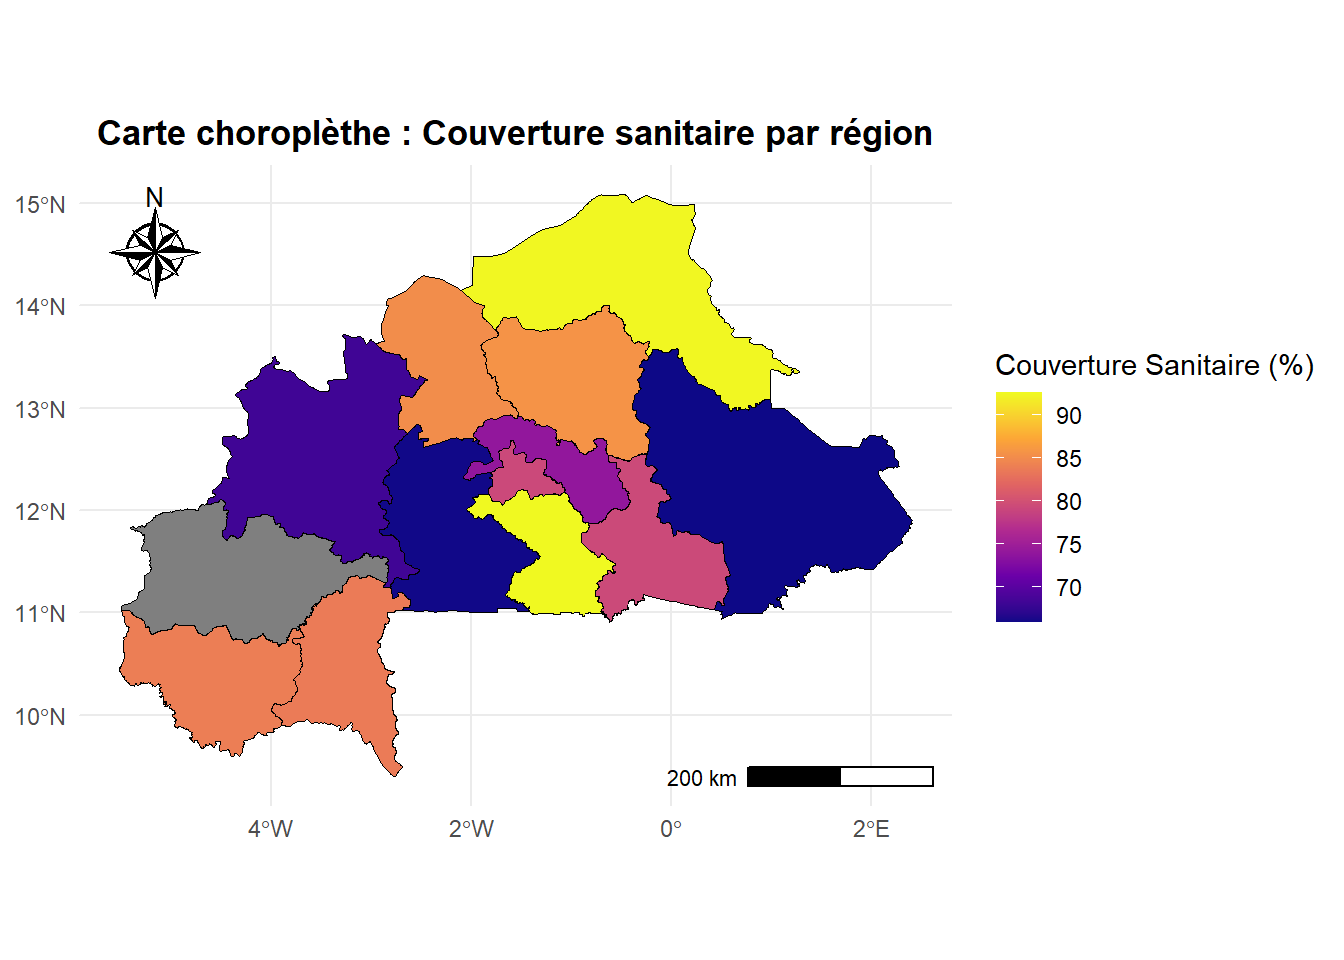 Carte choroplèthe : Couverture sanitaire par région
N
15°N
14°N
13°N
12°N
11°N
10°N
4°W
2°W
0°
2°E
200 km
Couverture Sanitaire (%)
90
85
80
75
70